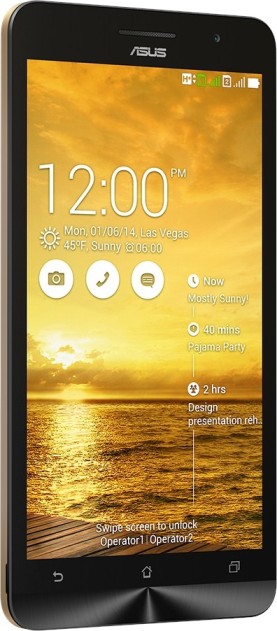 ASUS
H+
12:00 PM
Mon, 01/06/14, Las Vegas
45°F, Sunny 06:00
Now
Mostly Sunny!
40 mins
Pajama Party
2 hrs
Design
presentation reh..
Swipe screen to unlock
Operator1 Operator2